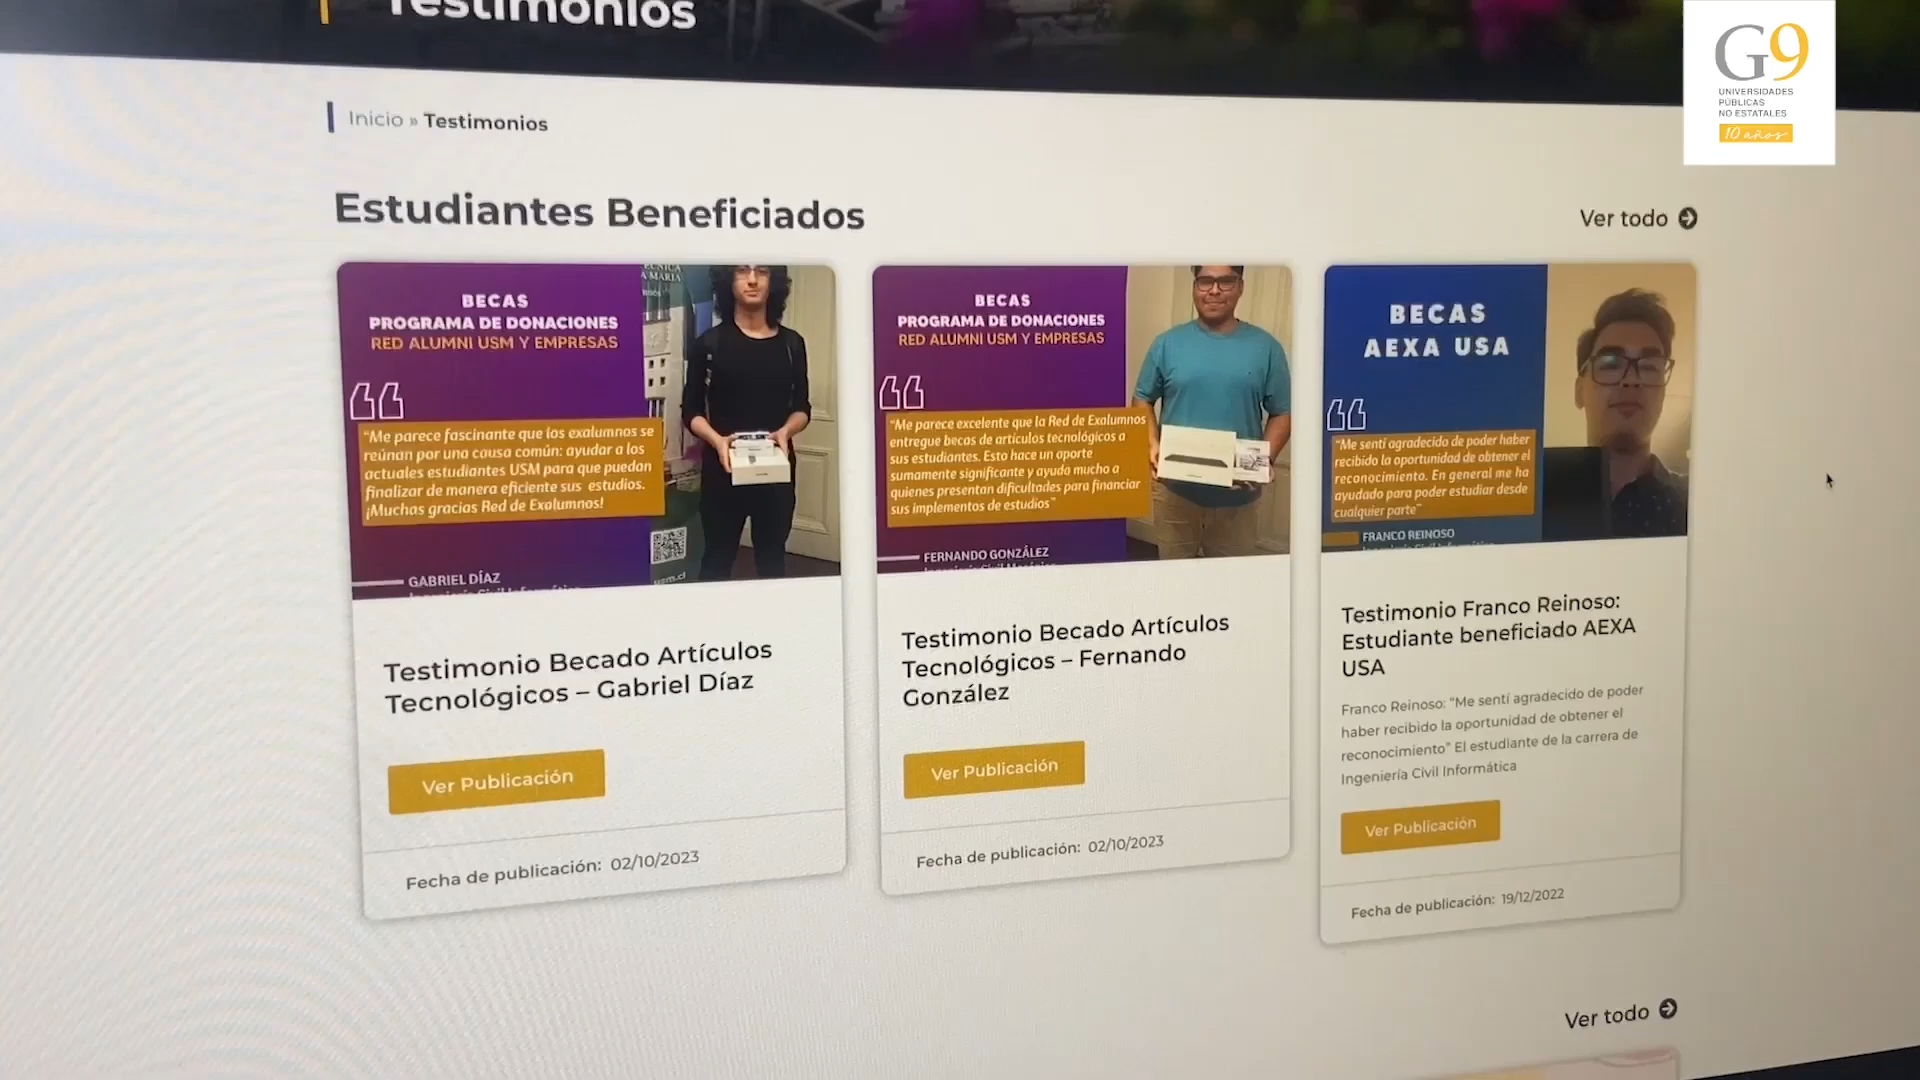 Testimonios
G9
UNIVERSIDADES
PÚBLICAS
NO ESTATALES
10 años
Inicio » Testimonios
Estudiantes Beneficiados
Ver todo
BECAS
PROGRAMA DE DONACIONES
RED ALUMNI USM Y EMPRESAS
"Me parece fascinante que los exalumnos se
reúnan por una causa común: ayudar a los
actuales estudiantes USM para que puedan
finalizar de manera eficiente sus estudios.
¡Muchas gracias Red de Exalumnos!
GABRIEL DÍAZ
Ingeniería Civil Informática
A MARÍA
usm.cl
Testimonio Becado Artículos
Tecnológicos – Gabriel Díaz
Ver Publicación
Fecha de publicación: 02/10/2023
BECAS
PROGRAMA DE DONACIONES
RED ALUMNI USM Y EMPRESAS
"Me parece excelente que la Red de Exalumnos
entregue becas de artículos tecnológicos a
sus estudiantes. Esto hace un aporte
sumamente significante y ayuda mucho a
quienes presentan dificultades para financiar
sus implementos de estudios"
FERNANDO GONZÁLEZ
Ingeniería Civil Mecánica
Testimonio Becado Artículos
Tecnológicos – Fernando
González
Ver Publicación
Fecha de publicación: 02/10/2023
BECAS
AEXA USA
"Me sentí agradecido de poder haber
recibido la oportunidad de obtener el
reconocimiento. En general me ha
ayudado para poder estudiar desde
cualquier parte"
FRANCO REINOSO
Testimonio Franco Reinoso:
Estudiante beneficiado AEXA
USA
Franco Reinoso: "Me sentí agradecido de poder
haber recibido la oportunidad de obtener el
reconocimiento" El estudiante de la carrera de
Ingeniería Civil Informática
Ver Publicación
Fecha de publicación: 19/12/2022
Ver todo